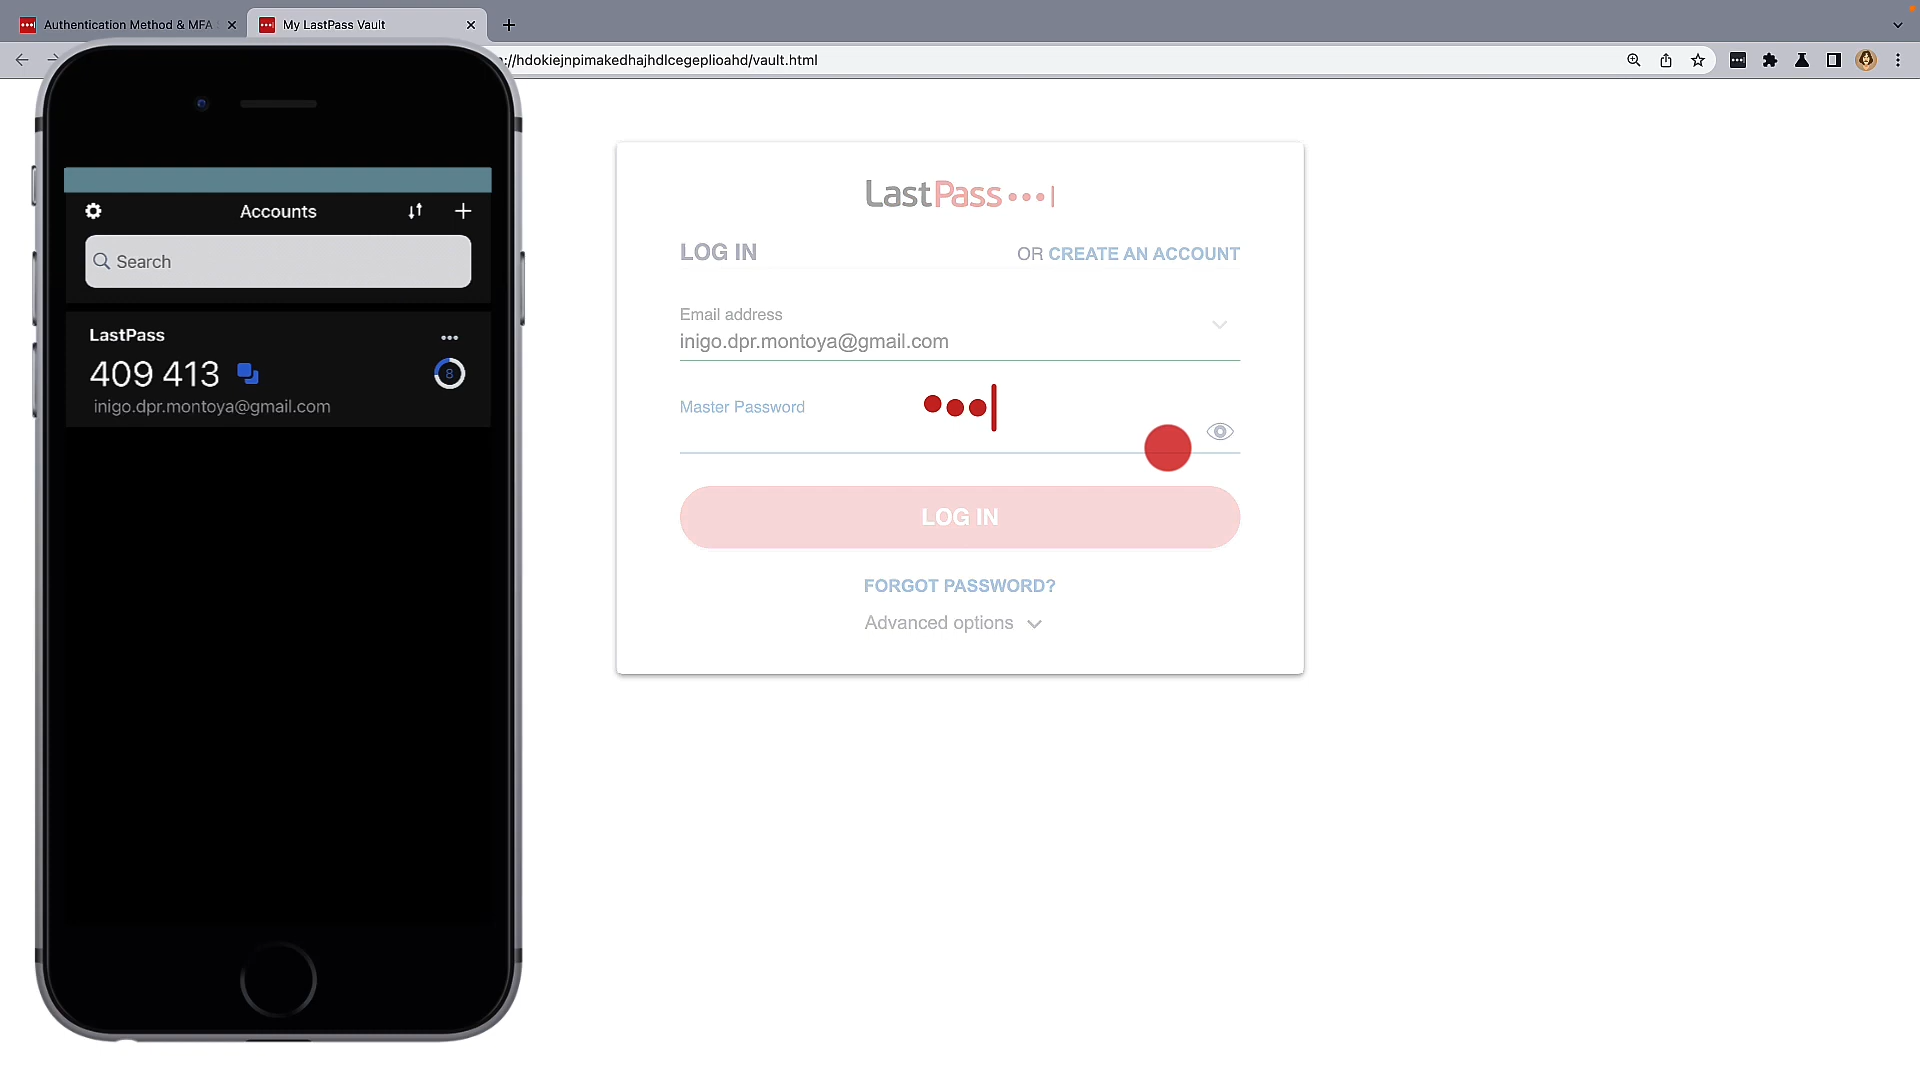 Authentication Method & MFA
My LastPass Vault
://hdokiejnpimakedhajhdlcegeplioahd/vault.html
Accounts
Search
LastPass
409 413
8
inigo.dpr.montoya@gmail.com
LastPass
LOG IN
OR CREATE AN ACCOUNT
Email address
inigo.dpr.montoya@gmail.com
Master Password
LOG IN
FORGOT PASSWORD?
Advanced options